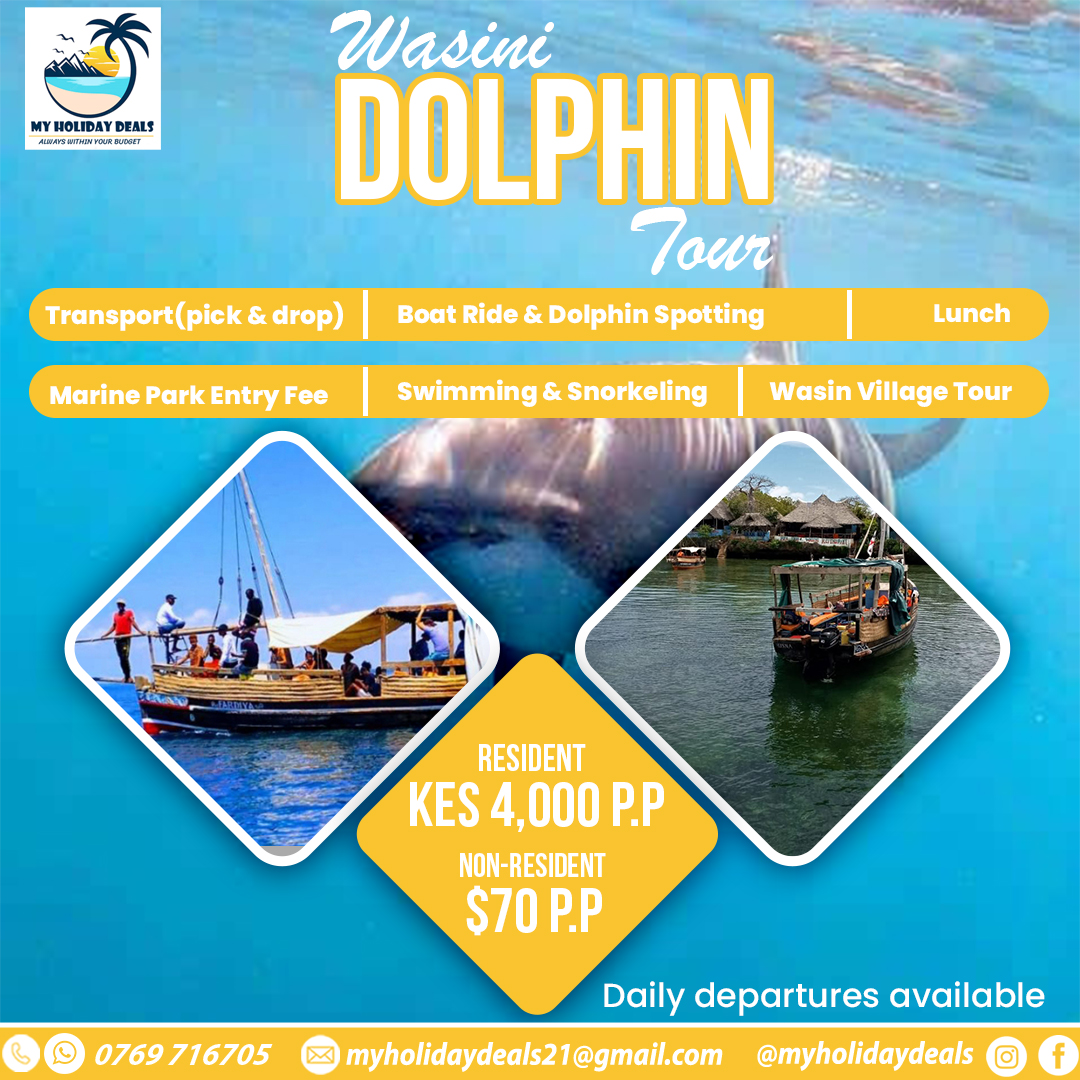 MY HOLIDAY DEALS
ALWAYS WITHIN YOUR BUDGET
Wasini
DOLPHIN
Tour
Transport(pick & drop)
Boat Ride & Dolphin Spotting
Lunch
Marine Park Entry Fee
Swimming & Snorkeling
Wasin Village Tour
FARDIYA
RESIDENT
KES 4,000 P.P
NON-RESIDENT
$70 P.P
Daily departures available
0769 716705
myholidaydeals21@gmail.com
@myholidaydeals